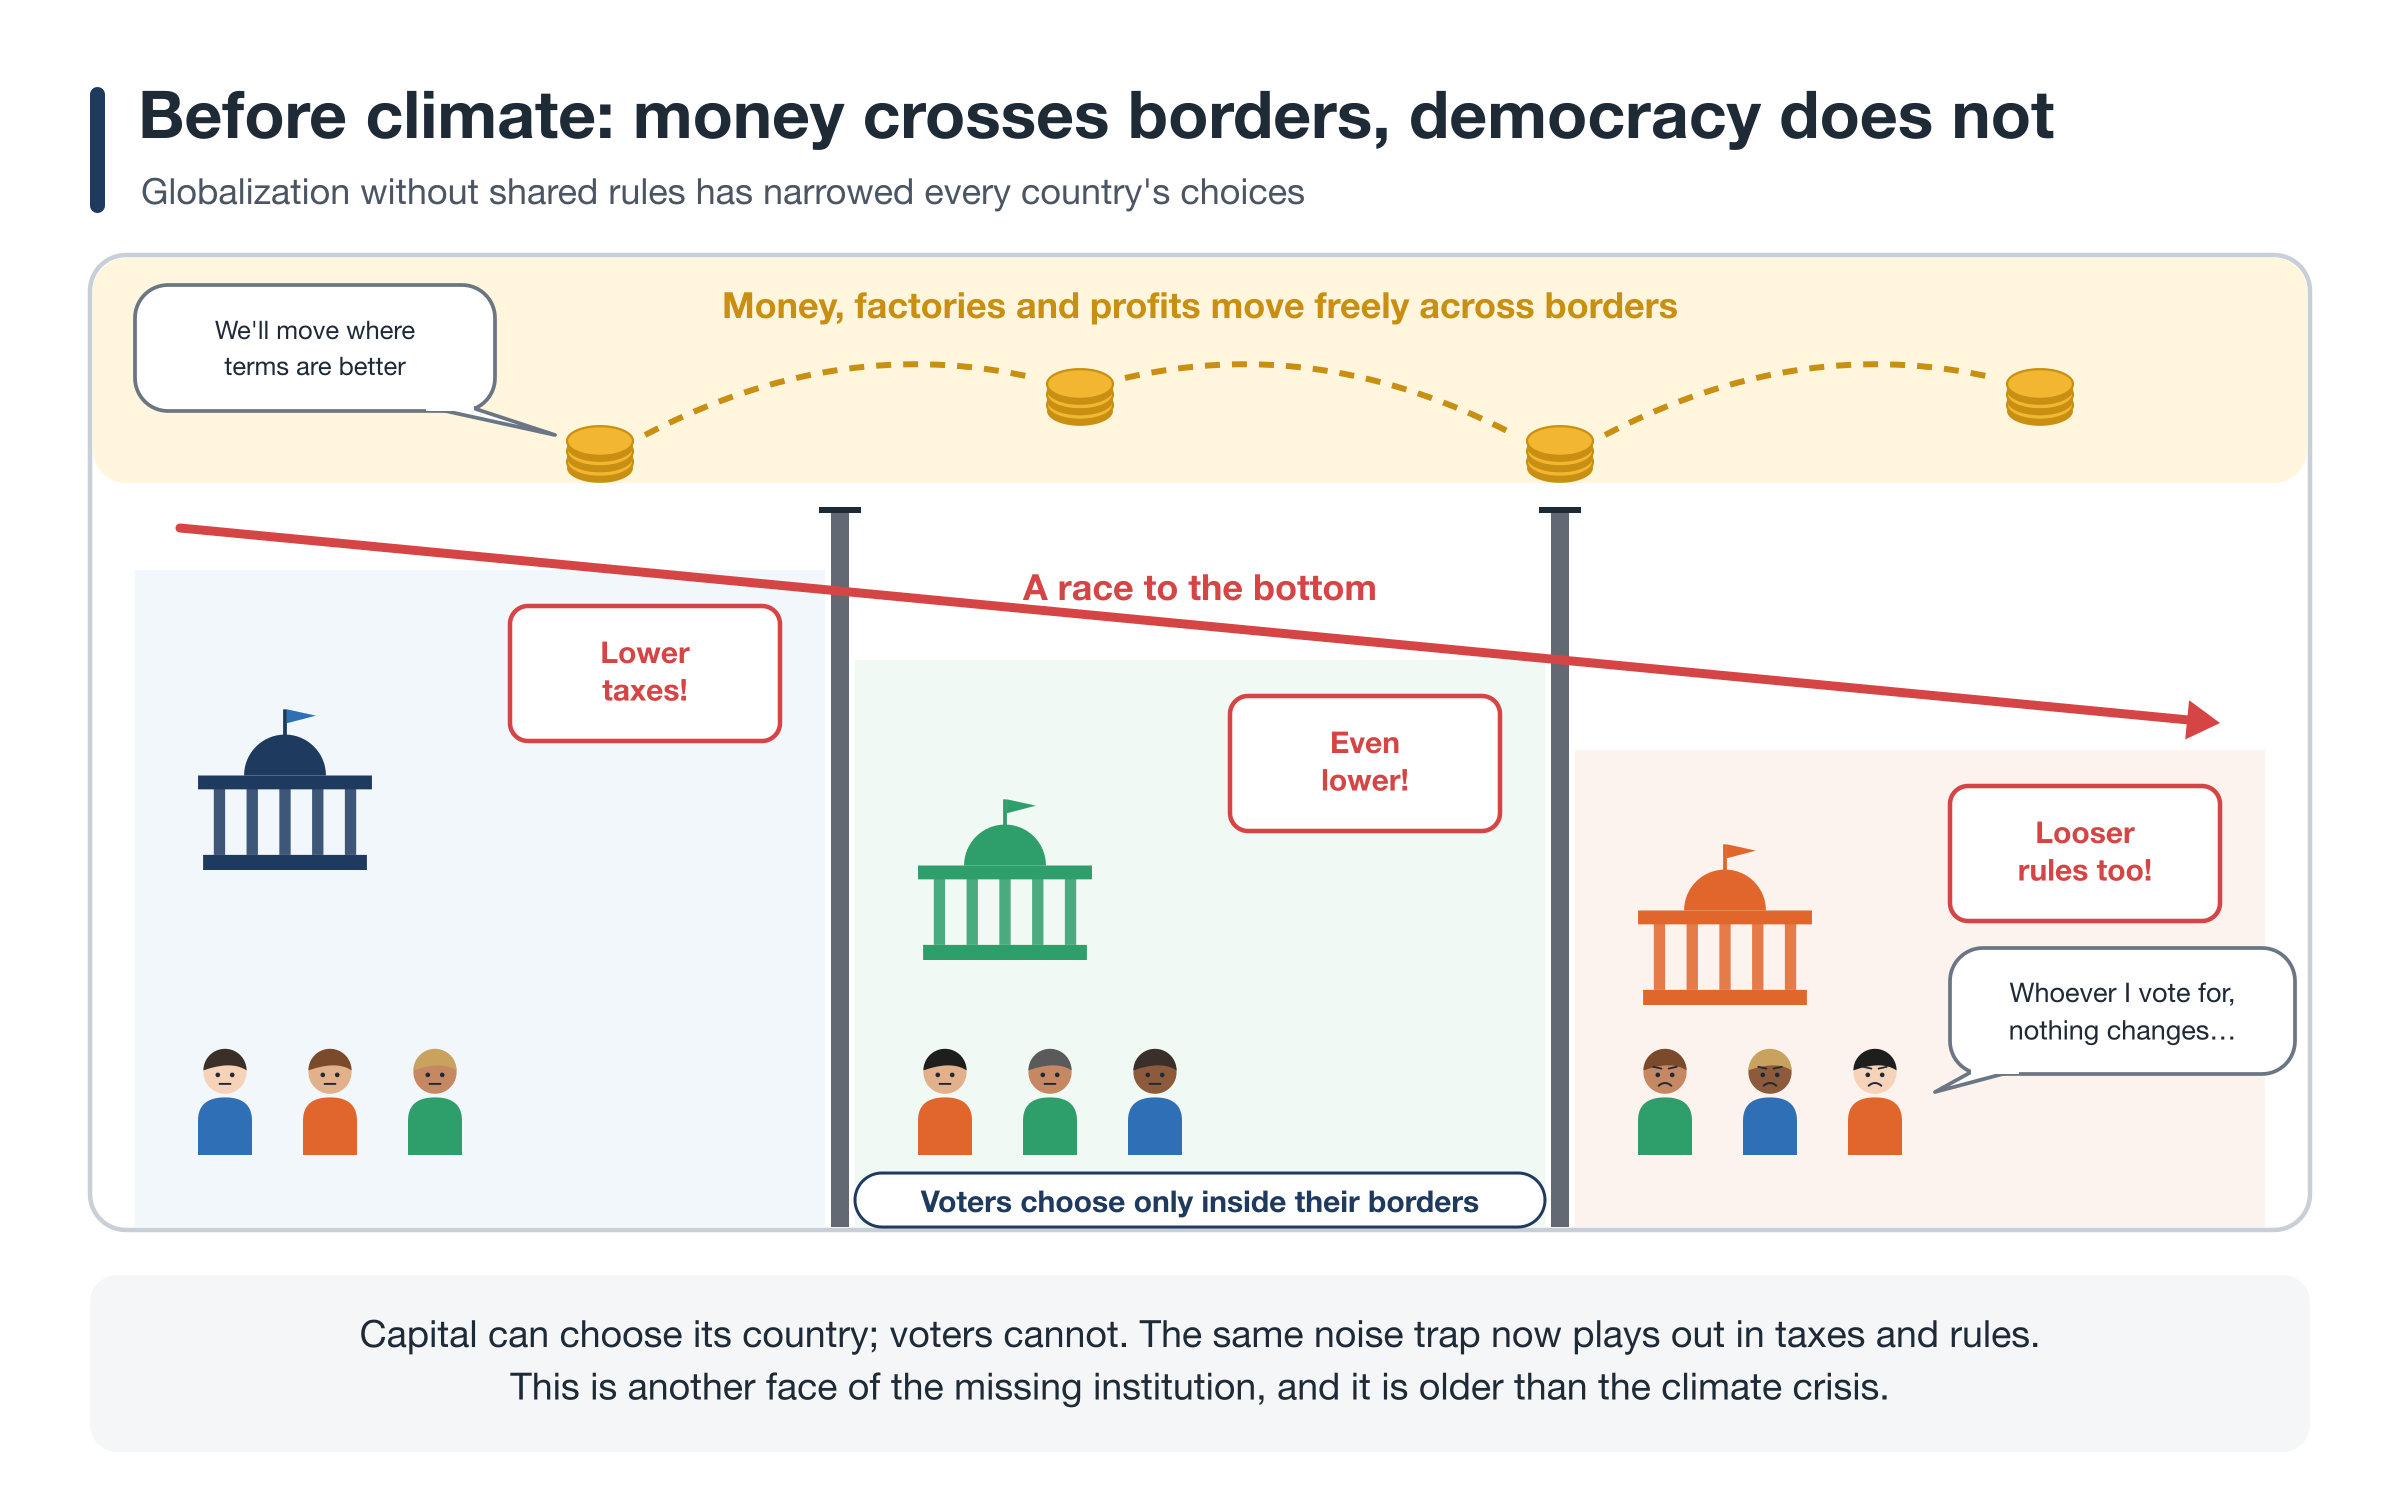 Before climate: money crosses borders, democracy does not
Globalization without shared rules has narrowed every country's choices
We'll move where
terms are better
Money, factories and profits move freely across borders
A race to the bottom
Lower
taxes!
Even
lower!
Looser
rules too!
Whoever I vote for,
nothing changes...
Voters choose only inside their borders
Capital can choose its country; voters cannot. The same noise trap now plays out in taxes and rules.
This is another face of the missing institution, and it is older than the climate crisis.